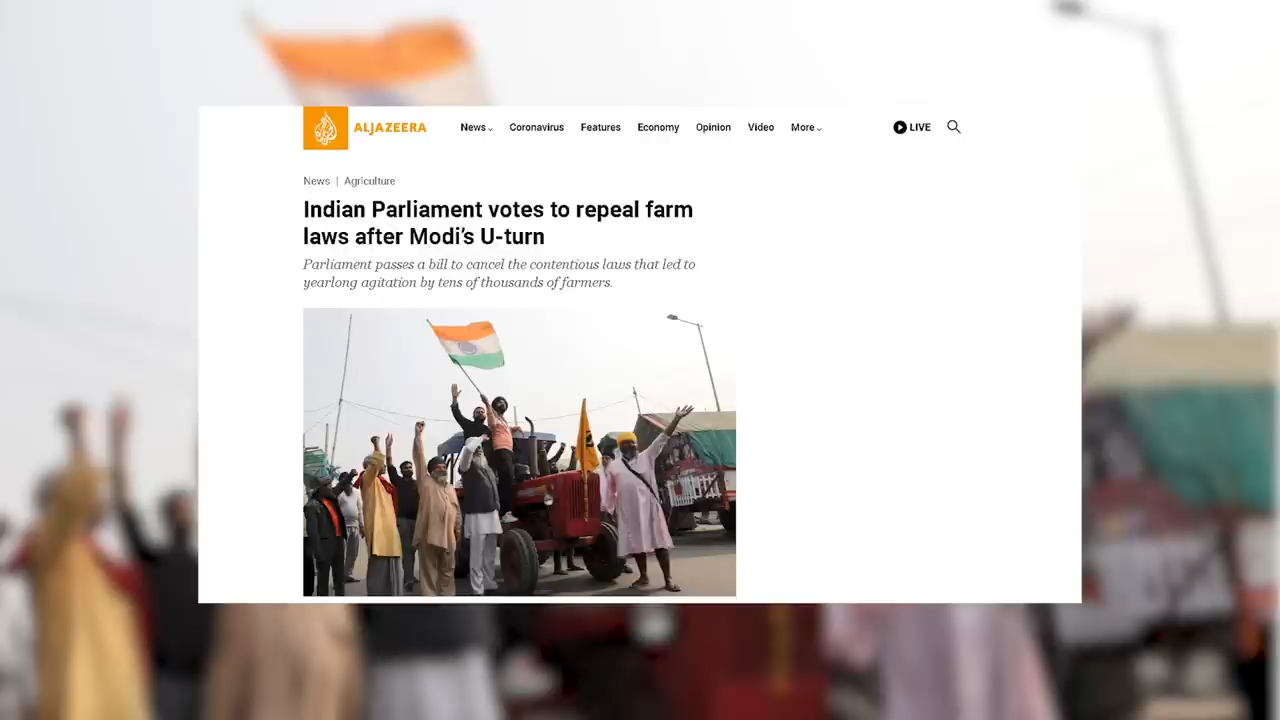 ALJAZEERA
News Coronavirus Features Economy Opinion Video More LIVE
News | Agriculture
Indian Parliament votes to repeal farm
laws after Modi's U-turn
Parliament passes a bill to cancel the contentious laws that led to
yearlong agitation by tens of thousands of farmers.